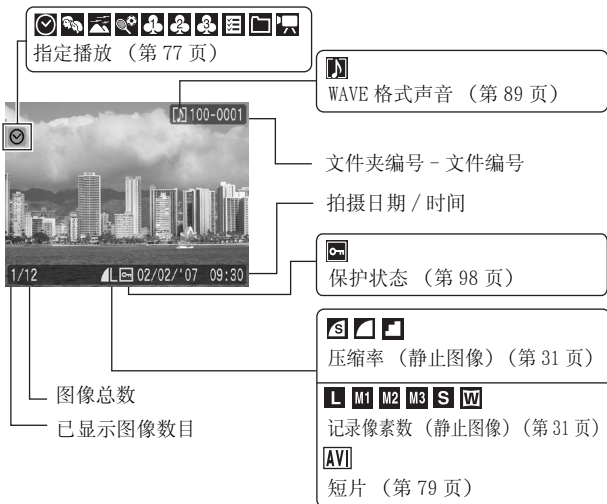 指定播放 （第 77 页）
WAVE 格式声音 （第 89 页）
100-0001
文件夹编号 − 文件编号
拍摄日期 / 时间
1/12
L
02/02/'07 09:30
保护状态 （第 98 页）
S
压缩率 （静止图像）（第 31 页）
L M1 M2 M3 S W
记录像素数（静止图像）（第 31 页）
AVI
短片 （第 79 页）
图像总数
已显示图像数目